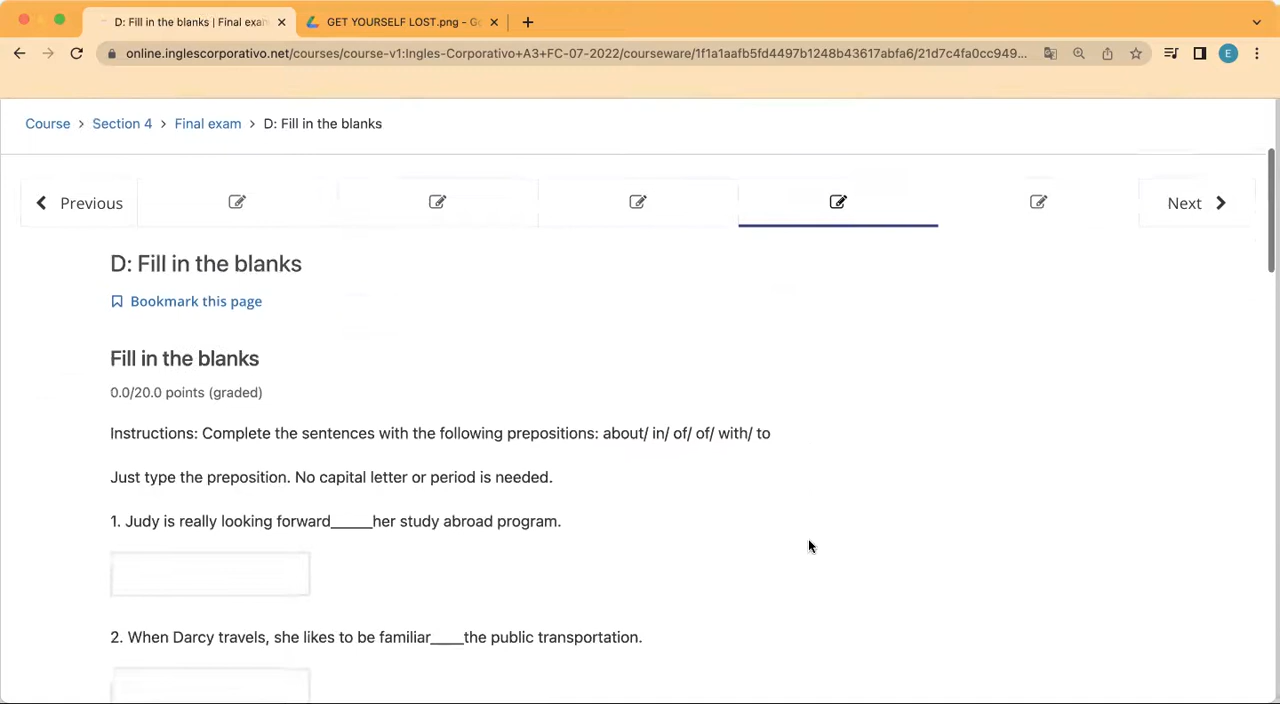 D: Fill in the blanks | Final exam
GET YOURSELF LOST.png - G
online.inglescorporativo.net/courses/course-v1:Ingles-Corporativo+A3+FC-07-2022/courseware/1f1a1aafb5fd4497b1248b43617abfa6/21d7c4fa0cc949...
E
Course > Section 4 > Final exam > D: Fill in the blanks
Previous
Next
D: Fill in the blanks
Bookmark this page
Fill in the blanks
0.0/20.0 points (graded)
Instructions: Complete the sentences with the following prepositions: about/ in/ of/ of/ with/ to
Just type the preposition. No capital letter or period is needed.
1. Judy is really looking forward_____her study abroad program.
2. When Darcy travels, she likes to be familiar____the public transportation.